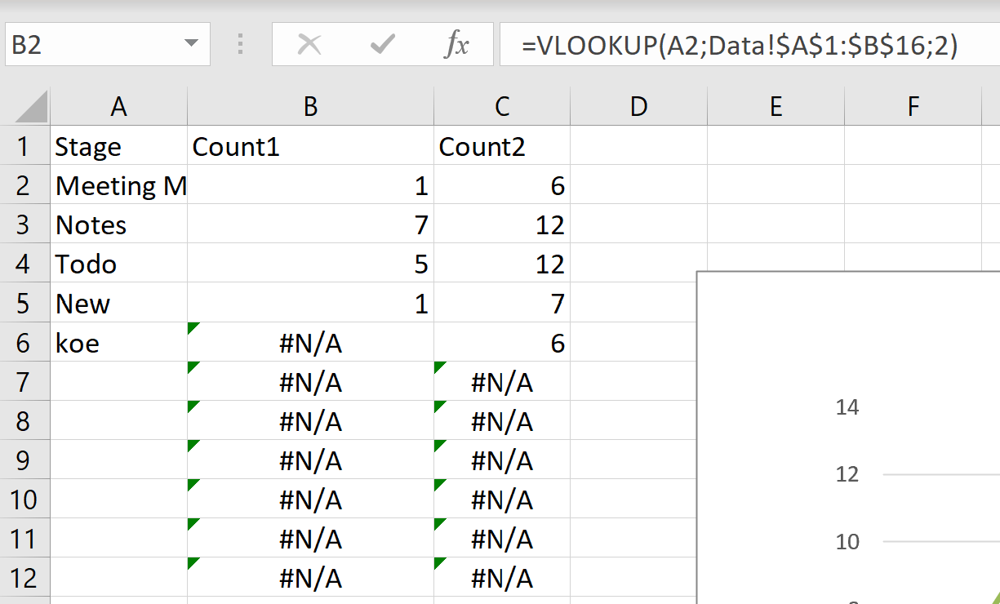 B2 fx =VLOOKUP(A2;Data!$A$1:$B$16;2)
A B C D E F
1 Stage Count1 Count2
2 Meeting M 1 6
3 Notes 7 12
4 Todo 5 12
5 New 1 7
6 koe #N/A 6
7 #N/A #N/A
8 #N/A #N/A
14
9 #N/A #N/A
12
10 #N/A #N/A
11 #N/A #N/A
10
12 #N/A #N/A